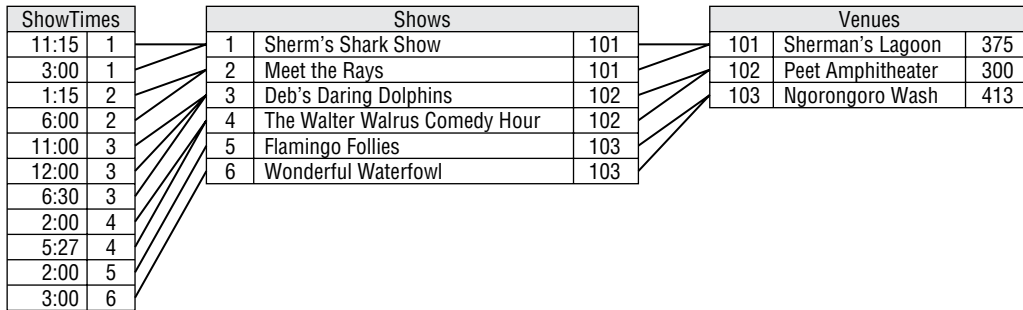 ShowTimes Shows Venues
11:15 1 1 Sherm's Shark Show 101 101 Sherman's Lagoon 375
3:00 1 2 Meet the Rays 101 102 Peet Amphitheater 300
1:15 2 3 Deb's Daring Dolphins 102 103 Ngorongoro Wash 413
6:00 2 4 The Walter Walrus Comedy Hour 102
11:00 3 5 Flamingo Follies 103
12:00 3 6 Wonderful Waterfowl 103
6:30 3
2:00 4
5:27 4
2:00 5
3:00 6